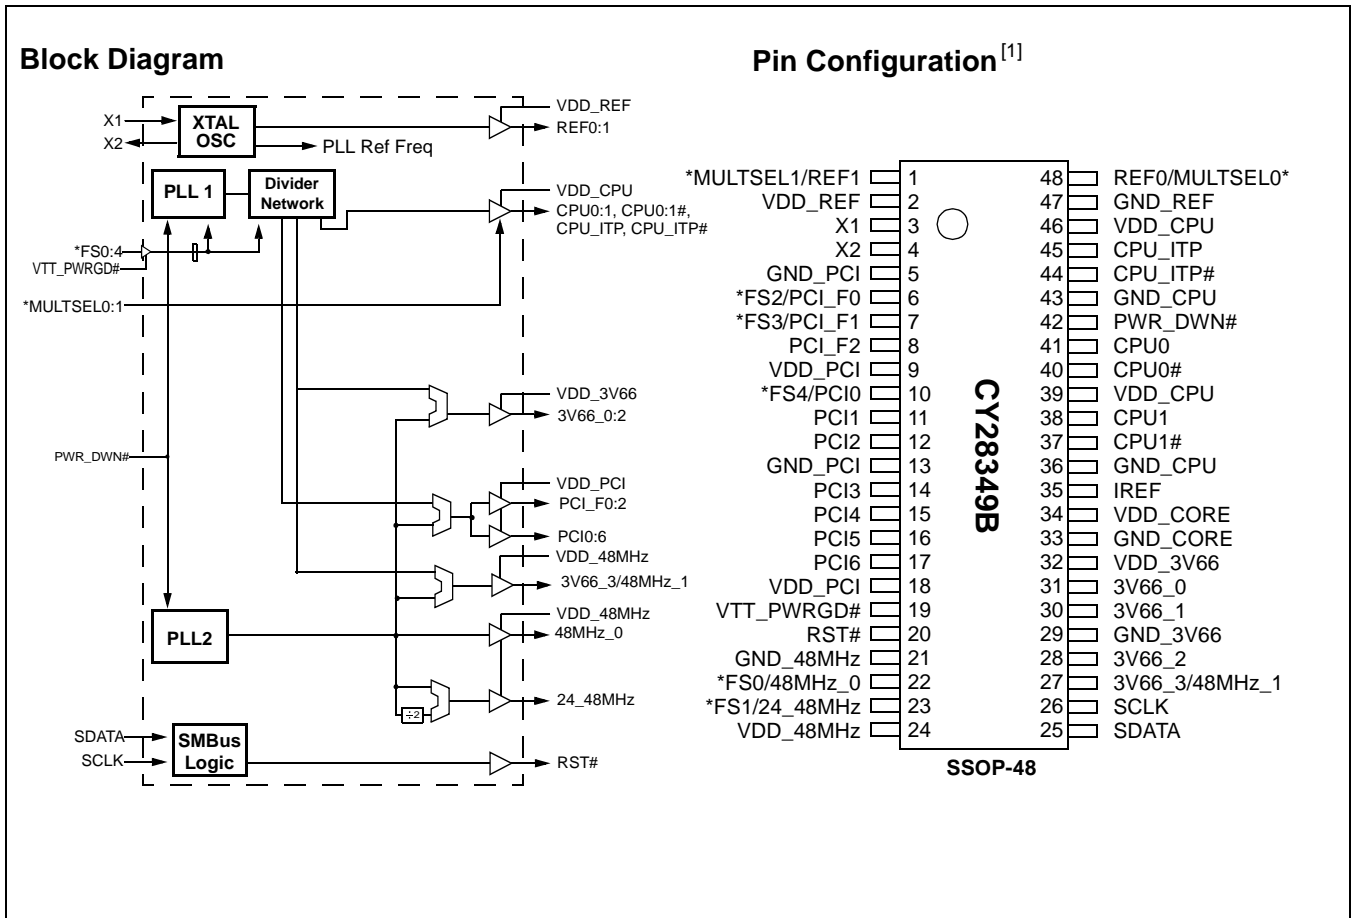 Block Diagram
X1
X2
XTAL
OSC
VDD_REF
REF0:1
PLL Ref Freq
PLL 1
Divider
Network
VDD_CPU
CPU0:1, CPU0:1#,
CPU_ITP, CPU_ITP#
*FS0:4
VTT_PWRGD#
*MULTSEL0:1
VDD_3V66
3V66_0:2
PWR_DWN#
VDD_PCI
PCI_F0:2
PCI0:6
VDD_48MHz
3V66_3/48MHz_1
VDD_48MHz
48MHz_0
PLL2
24_48MHz
÷2
SDATA
SCLK
SMBus
Logic
RST#
Pin Configuration[1]
*MULTSEL1/REF1 1 48 REF0/MULTSEL0*
VDD_REF 2 47 GND_REF
X1 3 46 VDD_CPU
X2 4 45 CPU_ITP
GND_PCI 5 44 CPU_ITP#
*FS2/PCI_F0 6 43 GND_CPU
*FS3/PCI_F1 7 42 PWR_DWN#
PCI_F2 8 41 CPU0
VDD_PCI 9 40 CPU0#
*FS4/PCI0 10 39 VDD_CPU
PCI1 11 38 CPU1
PCI2 12 37 CPU1#
GND_PCI 13 36 GND_CPU
PCI3 14 35 IREF
PCI4 15 34 VDD_CORE
PCI5 16 33 GND_CORE
PCI6 17 32 VDD_3V66
VDD_PCI 18 31 3V66_0
VTT_PWRGD# 19 30 3V66_1
RST# 20 29 GND_3V66
GND_48MHz 21 28 3V66_2
*FS0/48MHz_0 22 27 3V66_3/48MHz_1
*FS1/24_48MHz 23 26 SCLK
VDD_48MHz 24 25 SDATA
CY28349B
SSOP-48